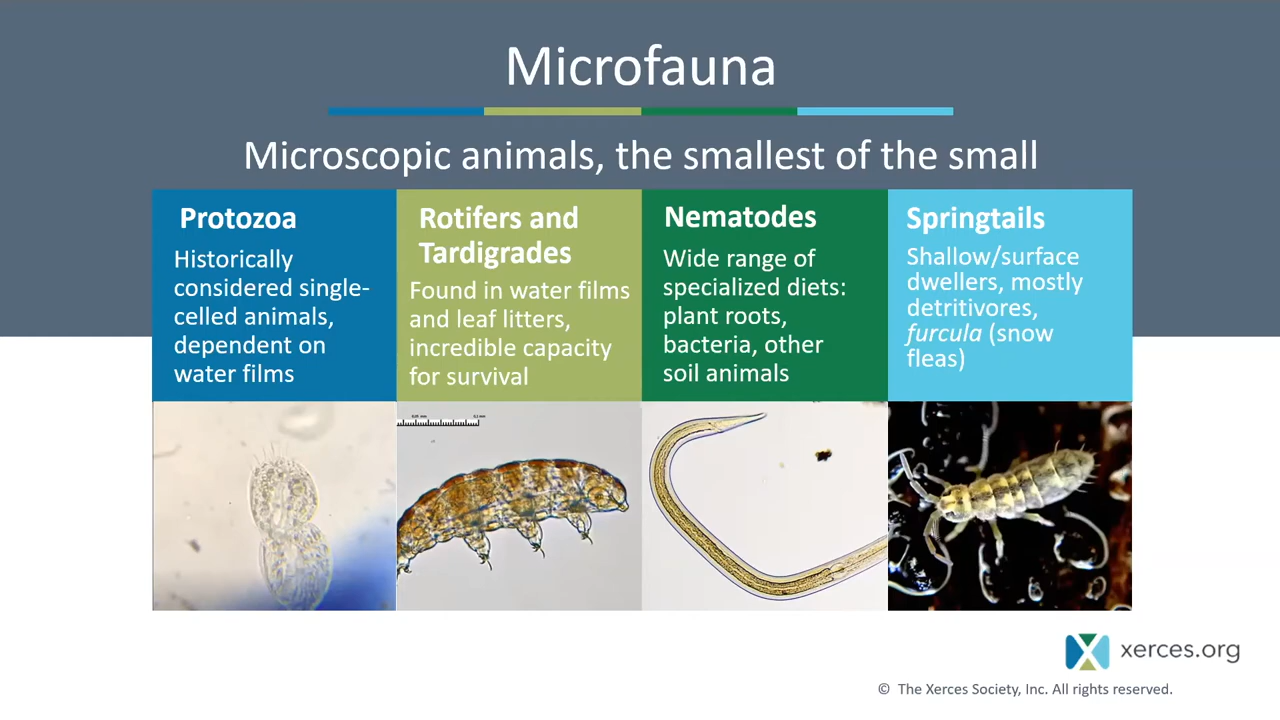 Microfauna
Microscopic animals, the smallest of the small
Protozoa
Historically
considered single-
celled animals,
dependent on
water films
Rotifers and
Tardigrades
Found in water films
and leaf litters,
incredible capacity
for survival
Nematodes
Wide range of
specialized diets:
plant roots,
bacteria, other
soil animals
Springtails
Shallow/surface
dwellers, mostly
detritivores,
furcula (snow
fleas)
xerces.org
© The Xerces Society, Inc. All rights reserved.